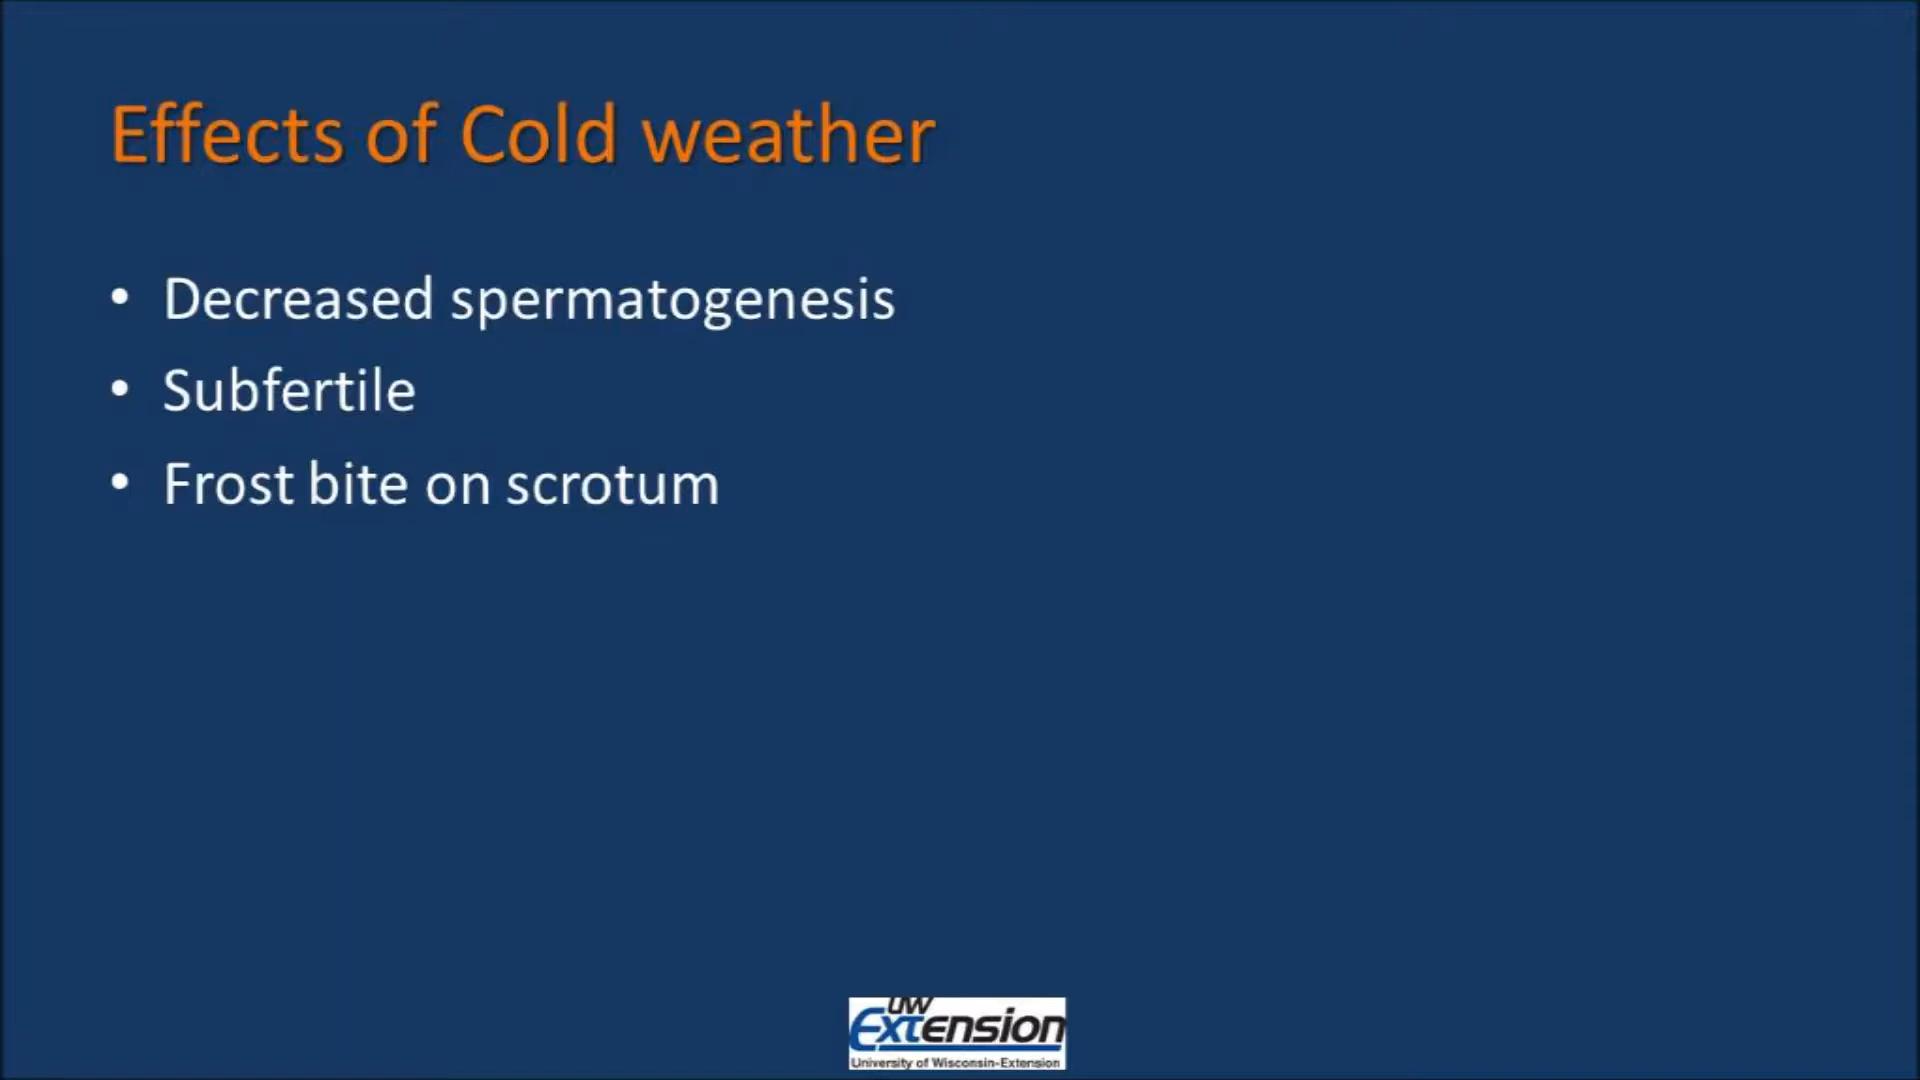 Effects of Cold weather
• Decreased spermatogenesis
• Subfertile
• Frost bite on scrotum
UW
Extension
University of Wisconsin-Extension